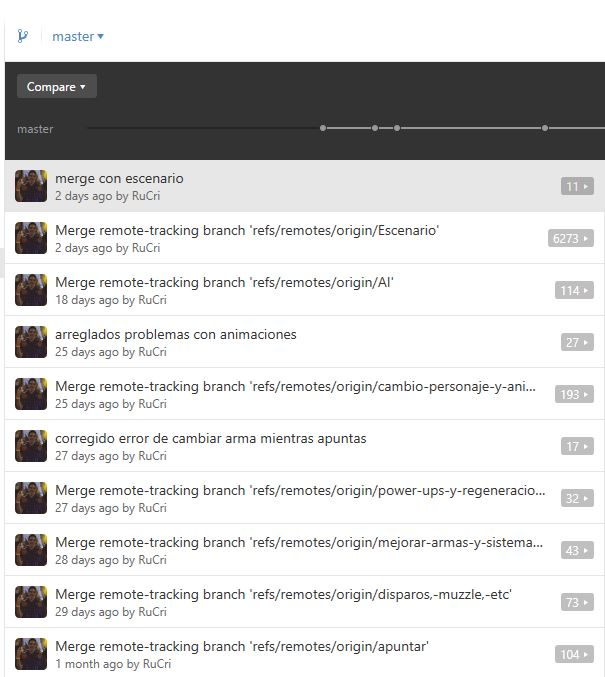 master
Compare
master
merge con escenario
2 days ago by RuCri
11
Merge remote-tracking branch 'refs/remotes/origin/Escenario'
2 days ago by RuCri
6273
Merge remote-tracking branch 'refs/remotes/origin/AI'
18 days ago by RuCri
114
arreglados problemas con animaciones
25 days ago by RuCri
27
Merge remote-tracking branch 'refs/remotes/origin/cambio-personaje-y-ani...
25 days ago by RuCri
193
corregido error de cambiar arma mientras apuntas
27 days ago by RuCri
17
Merge remote-tracking branch 'refs/remotes/origin/power-ups-y-regeneracio...
27 days ago by RuCri
32
Merge remote-tracking branch 'refs/remotes/origin/mejorar-armas-y-sistema...
28 days ago by RuCri
43
Merge remote-tracking branch 'refs/remotes/origin/disparos,-muzzle,-etc'
29 days ago by RuCri
73
Merge remote-tracking branch 'refs/remotes/origin/apuntar'
1 month ago by RuCri
104